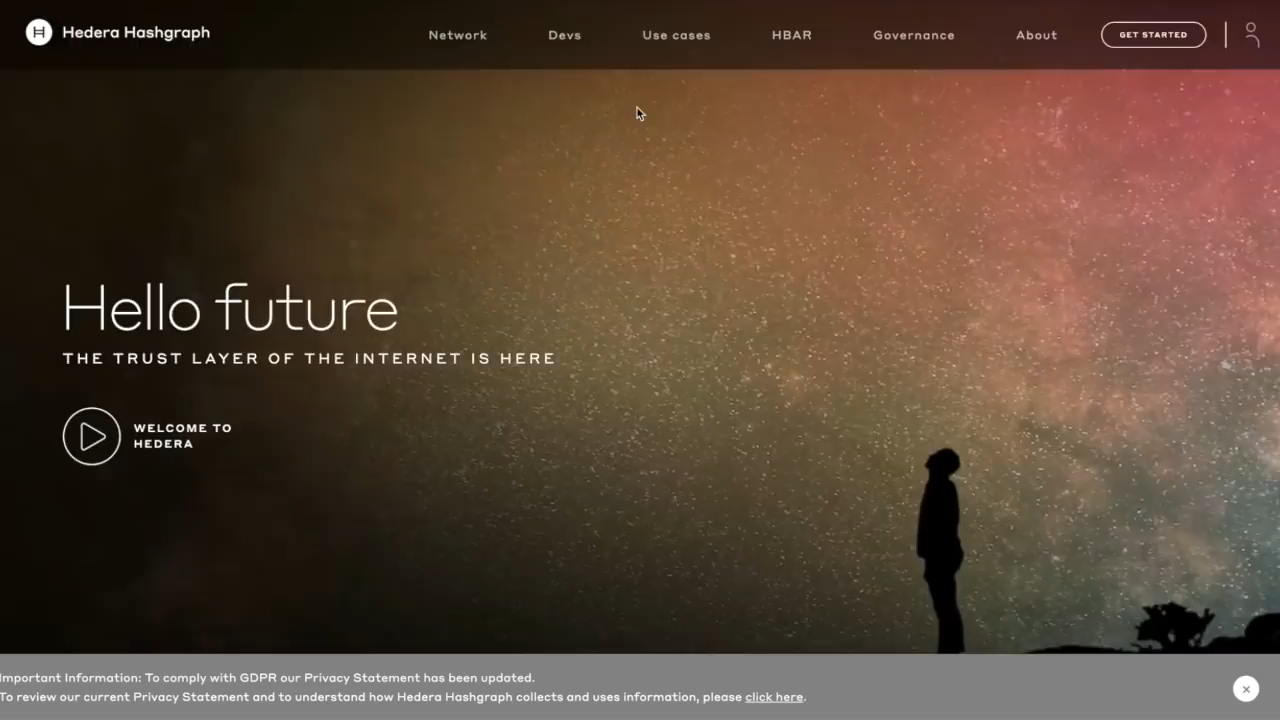 Hedera Hashgraph
Network
Devs
Use cases
HBAR
Governance
About
GET STARTED
Hello future
THE TRUST LAYER OF THE INTERNET IS HERE
WELCOME TO
HEDERA
Important Information: To comply with GDPR our Privacy Statement has been updated.
To review our current Privacy Statement and to understand how Hedera Hashgraph collects and uses information, please click here.